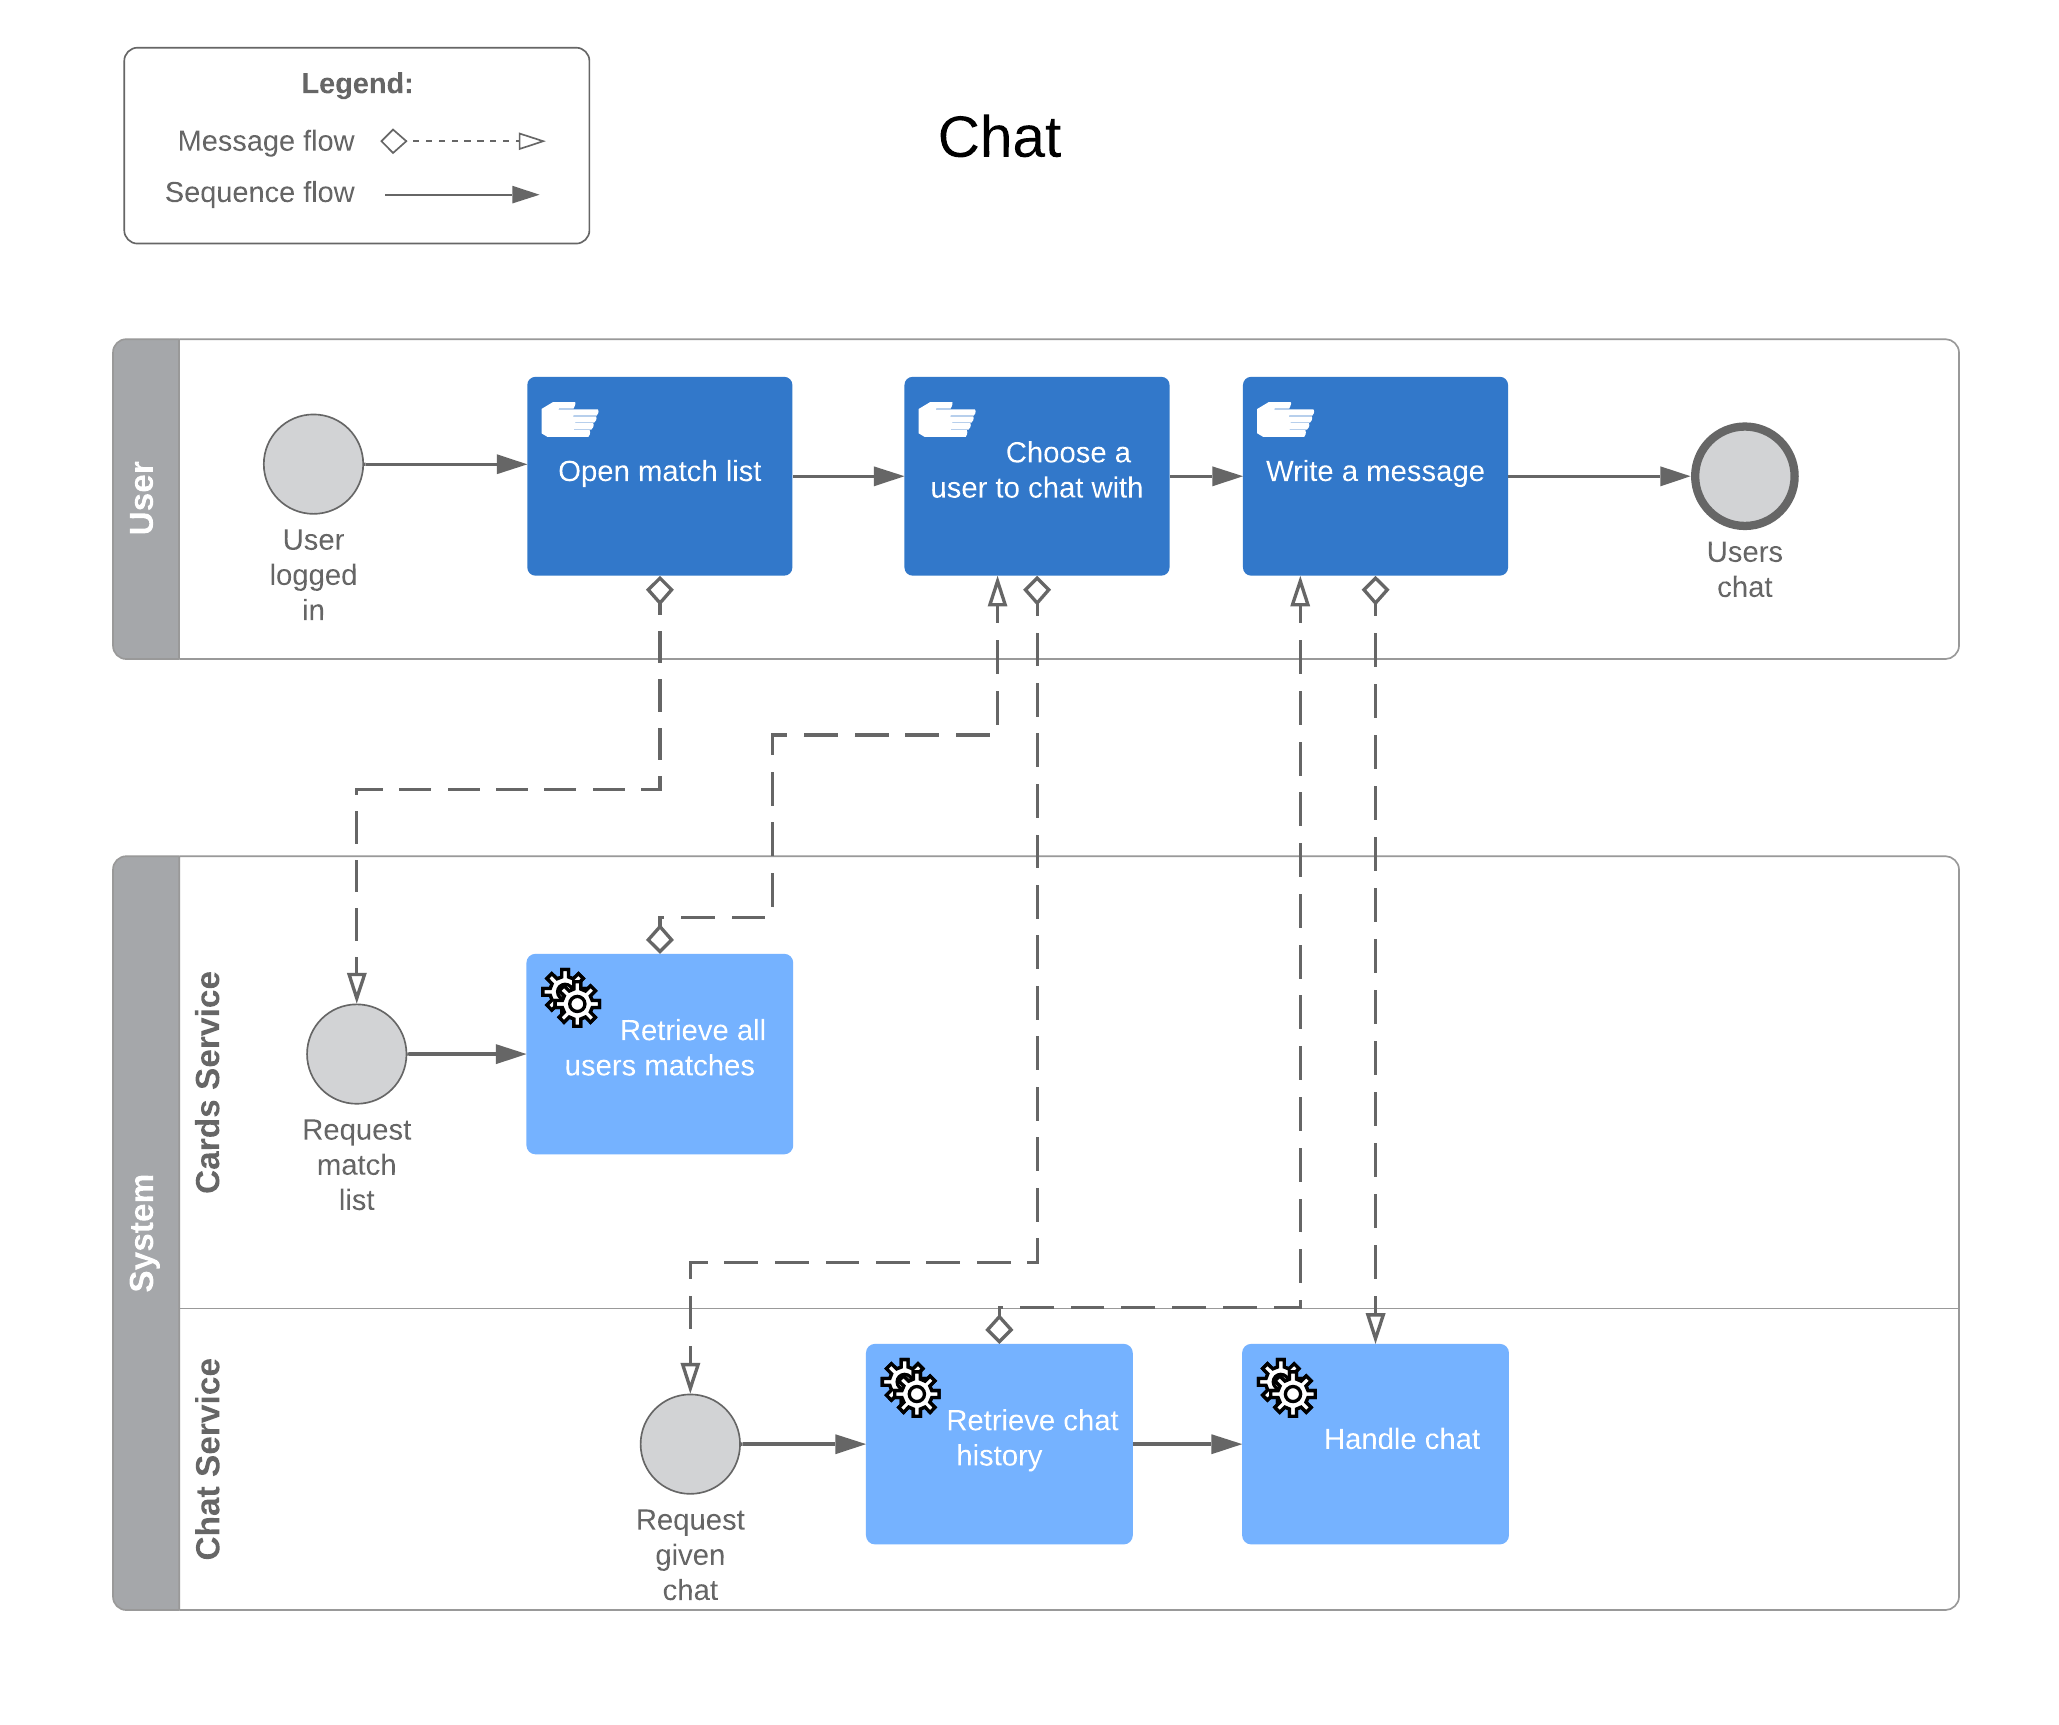 Legend:
Message flow
Sequence flow
Chat
User
User
logged
in
Open match list
Choose a
user to chat with
Write a message
Users
chat
System
Cards Service
Request
match
list
Retrieve all
users matches
Chat Service
Request
given
chat
Retrieve chat
history
Handle chat